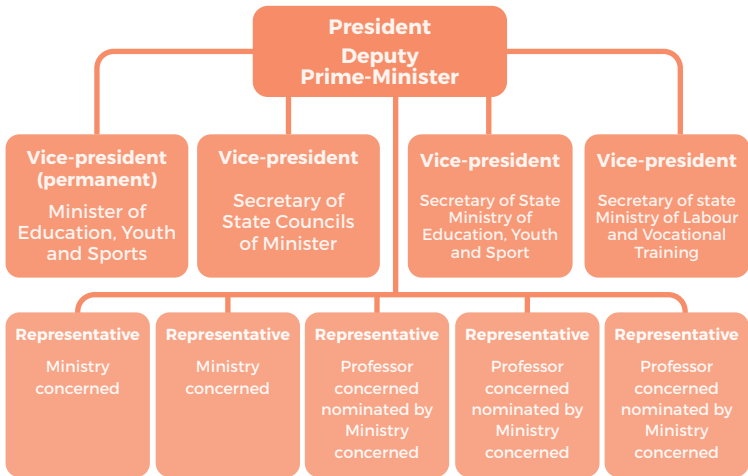 President
Deputy
Prime-Minister
Vice-president
(permanent)
Minister of
Education, Youth
and Sports
Vice-president
Secretary of
State Councils
of Minister
Vice-president
Secretary of State
Ministry of
Education, Youth
and Sport
Vice-president
Secretary of state
Ministry of Labour
and Vocational
Training
Representative
Ministry
concerned
Representative
Ministry
concerned
Representative
Professor
concerned
nominated by
Ministry
concerned
Representative
Professor
concerned
nominated by
Ministry
concerned
Representative
Professor
concerned
nominated by
Ministry
concerned